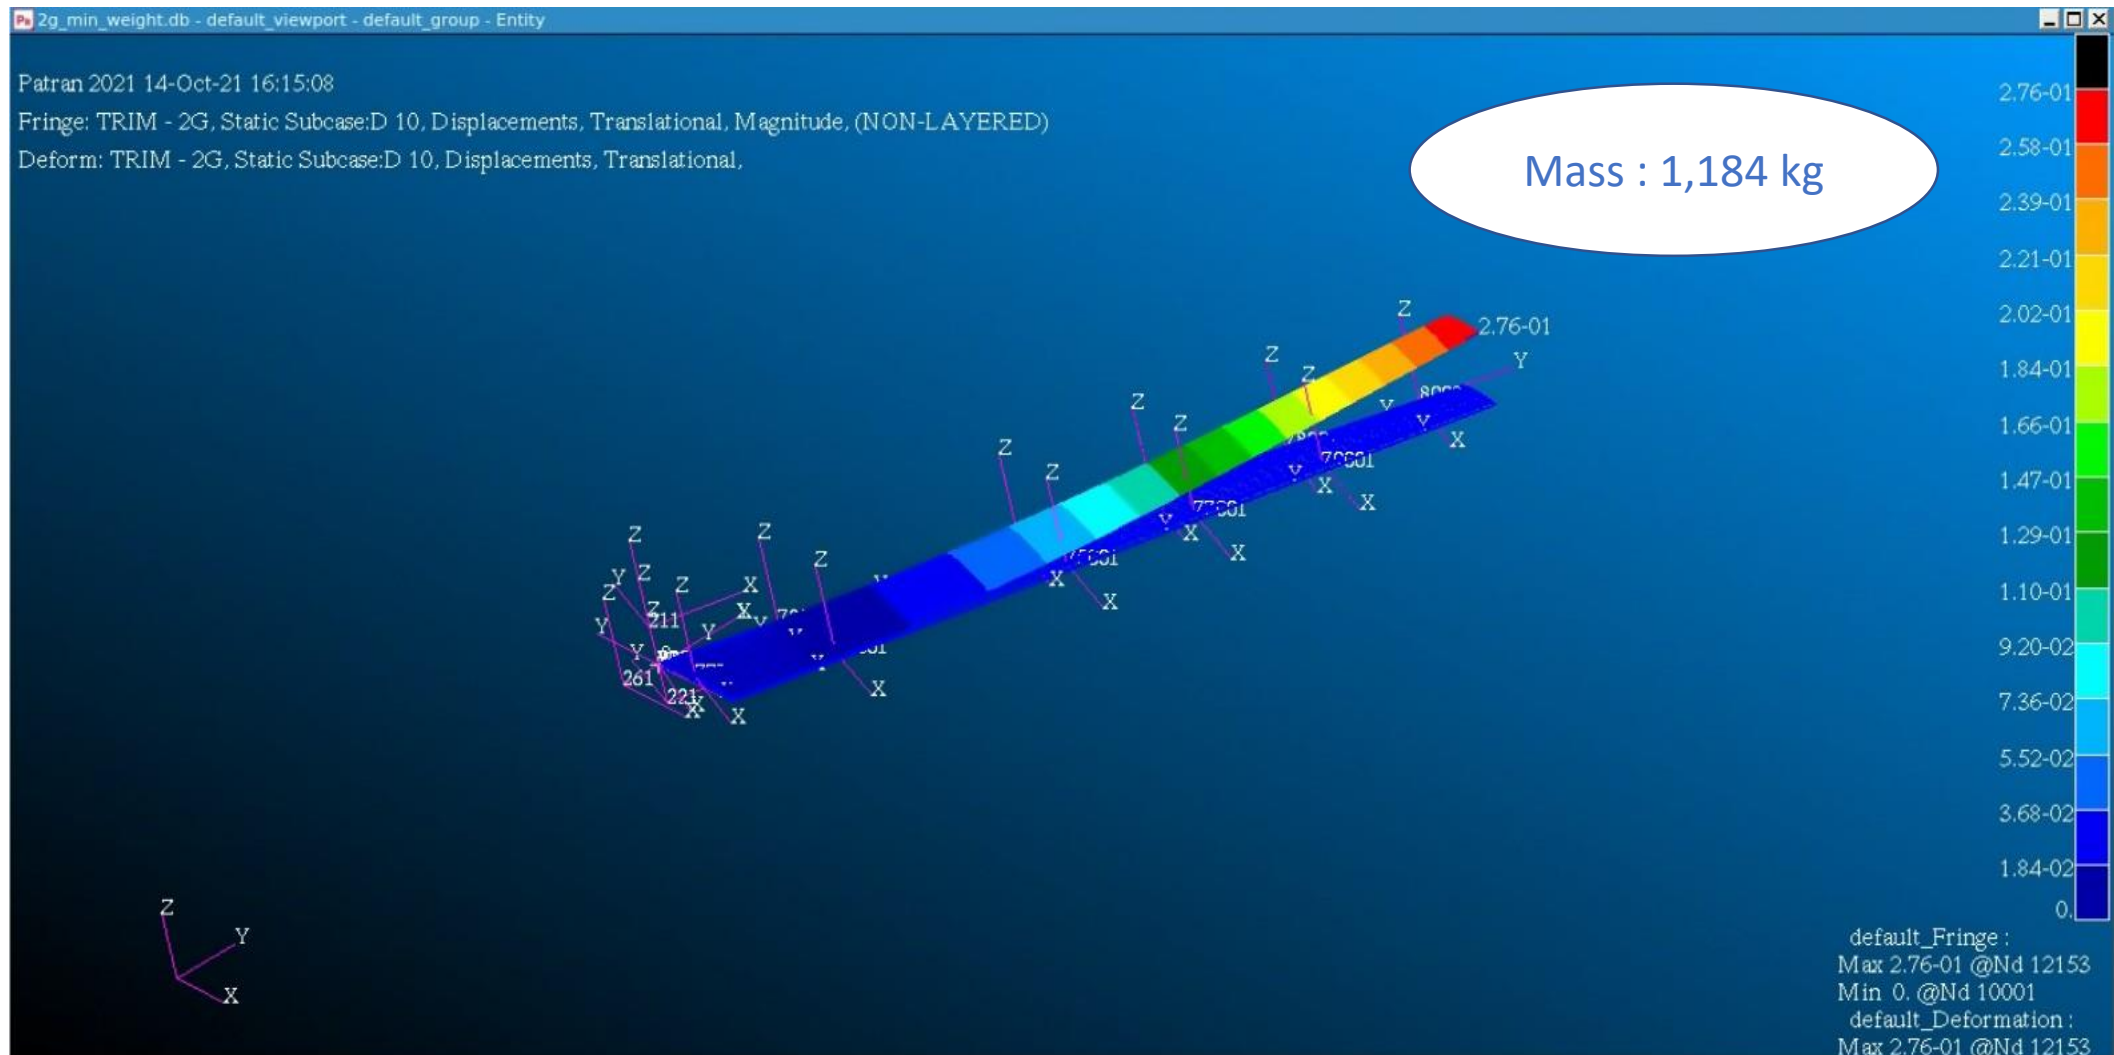 2g_min_weight.db - default_viewport - default_group - Entity
Patran 2021 14-Oct-21 16:15:08
Fringe: TRIM - 2G, Static Subcase:D 10, Displacements, Translational, Magnitude, (NON-LAYERED)
Deform: TRIM - 2G, Static Subcase:D 10, Displacements, Translational,
Mass : 1,184 kg
2.76-01
2.58-01
2.39-01
2.21-01
2.02-01
1.84-01
1.66-01
1.47-01
1.29-01
1.10-01
9.20-02
7.36-02
5.52-02
3.68-02
1.84-02
0.
Z
2.76-01
Z
Y
Z
Z
Y
Z
Y
X
Z
Y
X
Z
X
Y
X
77001
X
X
X
Z
Z
Z
Y
Z
Z
X
Z
X
211
Y
Y
Y
261
221
X
X
X
Z
Y
X
default_Fringe :
Max 2.76-01 @Nd 12153
Min 0. @Nd 10001
default_Deformation :
Max 2.76-01 @Nd 12153